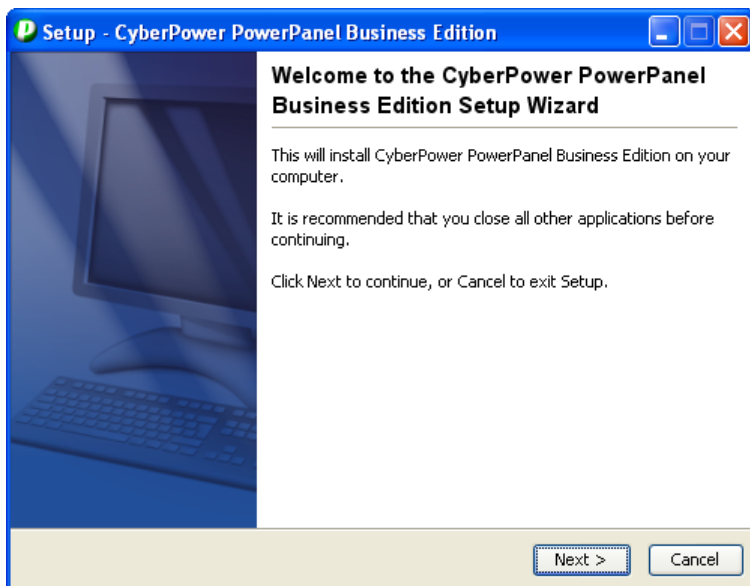 Setup - CyberPower PowerPanel Business Edition
Welcome to the CyberPower PowerPanel
Business Edition Setup Wizard
This will install CyberPower PowerPanel Business Edition on your
computer.
It is recommended that you close all other applications before
continuing.
Click Next to continue, or Cancel to exit Setup.
Next >
Cancel